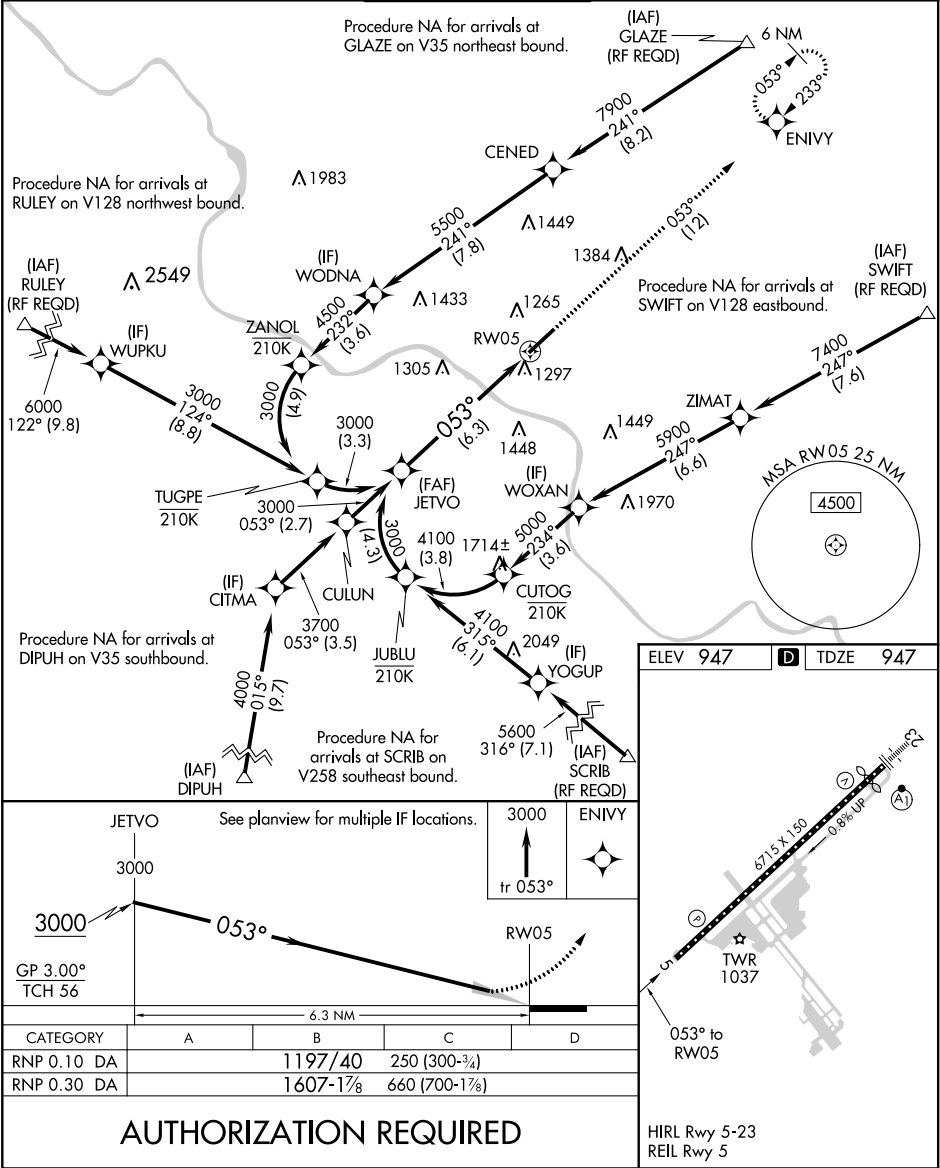 Procedure NA for arrivals at
GLAZE on V35 northeast bound.
(IAF)
GLAZE
(RF REQD)
6 NM
053°
233°
ENIVY
7900
241°
(8.2)
CENED
1983
Procedure NA for arrivals at
RULEY on V128 northwest bound.
5500
241°
(7.8)
1449
053°
(12)
1384
(IAF)
RULEY
(RF REQD)
2549
(IF)
WODNA
1433
1265
Procedure NA for arrivals at
SWIFT on V128 eastbound.
(IAF)
SWIFT
(RF REQD)
(IF)
WUPKU
ZANOL
210K
4500
232°
(3.6)
RW05
1305
1297
7400
247°
(7.6)
6000
122° (9.8)
3000
124°
(8.8)
3000
(4.9)
3000
(3.3)
053°
(6.3)
1448
1449
ZIMAT
5900
247°
(6.6)
MSA RW05 25 NM
4500
TUGPE
210K
(FAF)
JETVO
(IF)
WOXAN
1970
3000
053° (2.7)
3000
(4.3)
4100
(3.8)
1714±
5000
234°
(3.6)
(IF)
CITMA
CULUN
CUTOG
210K
3700
053° (3.5)
Procedure NA for arrivals at
DIPUH on V35 southbound.
JUBLU
210K
4100
315°
(6.1)
2049
(IF)
YOGUP
4000
015°
(9.7)
(IAF)
DIPUH
Procedure NA for
arrivals at SCRIB on
V258 southeast bound.
5600
316° (7.1)
(IAF)
SCRIB
(RF REQD)
ELEV 947
D
TDZE 947
23
V
A1
0.8% UP
6715 X 150
P
5
TWR
1037
053° to
RW05
HIRL Rwy 5-23
REIL Rwy 5
JETVO
See planview for multiple IF locations.
3000
tr 053°
ENIVY
3000
3000
053°
RW05
GP 3.00°
TCH 56
6.3 NM
CATEGORY A B C D
RNP 0.10 DA 1197/40 250 (300-¾)
RNP 0.30 DA 1607-1⅞ 660 (700-1⅞)
AUTHORIZATION REQUIRED